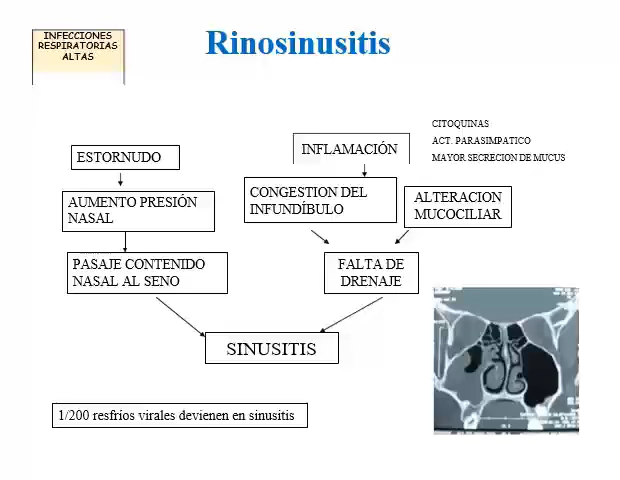 INFECCIONES
RESPIRATORIAS
ALTAS
Rinosinusitis
CITOQUINAS
ACT. PARASIMPATICO
MAYOR SECRECION DE MUCUS
ESTORNUDO
INFLAMACIÓN
AUMENTO PRESIÓN
NASAL
CONGESTION DEL
INFUNDÍBULO
ALTERACION
MUCOCILIAR
PASAJE CONTENIDO
NASAL AL SENO
FALTA DE
DRENAJE
SINUSITIS
1/200 resfríos virales devienen en sinusitis